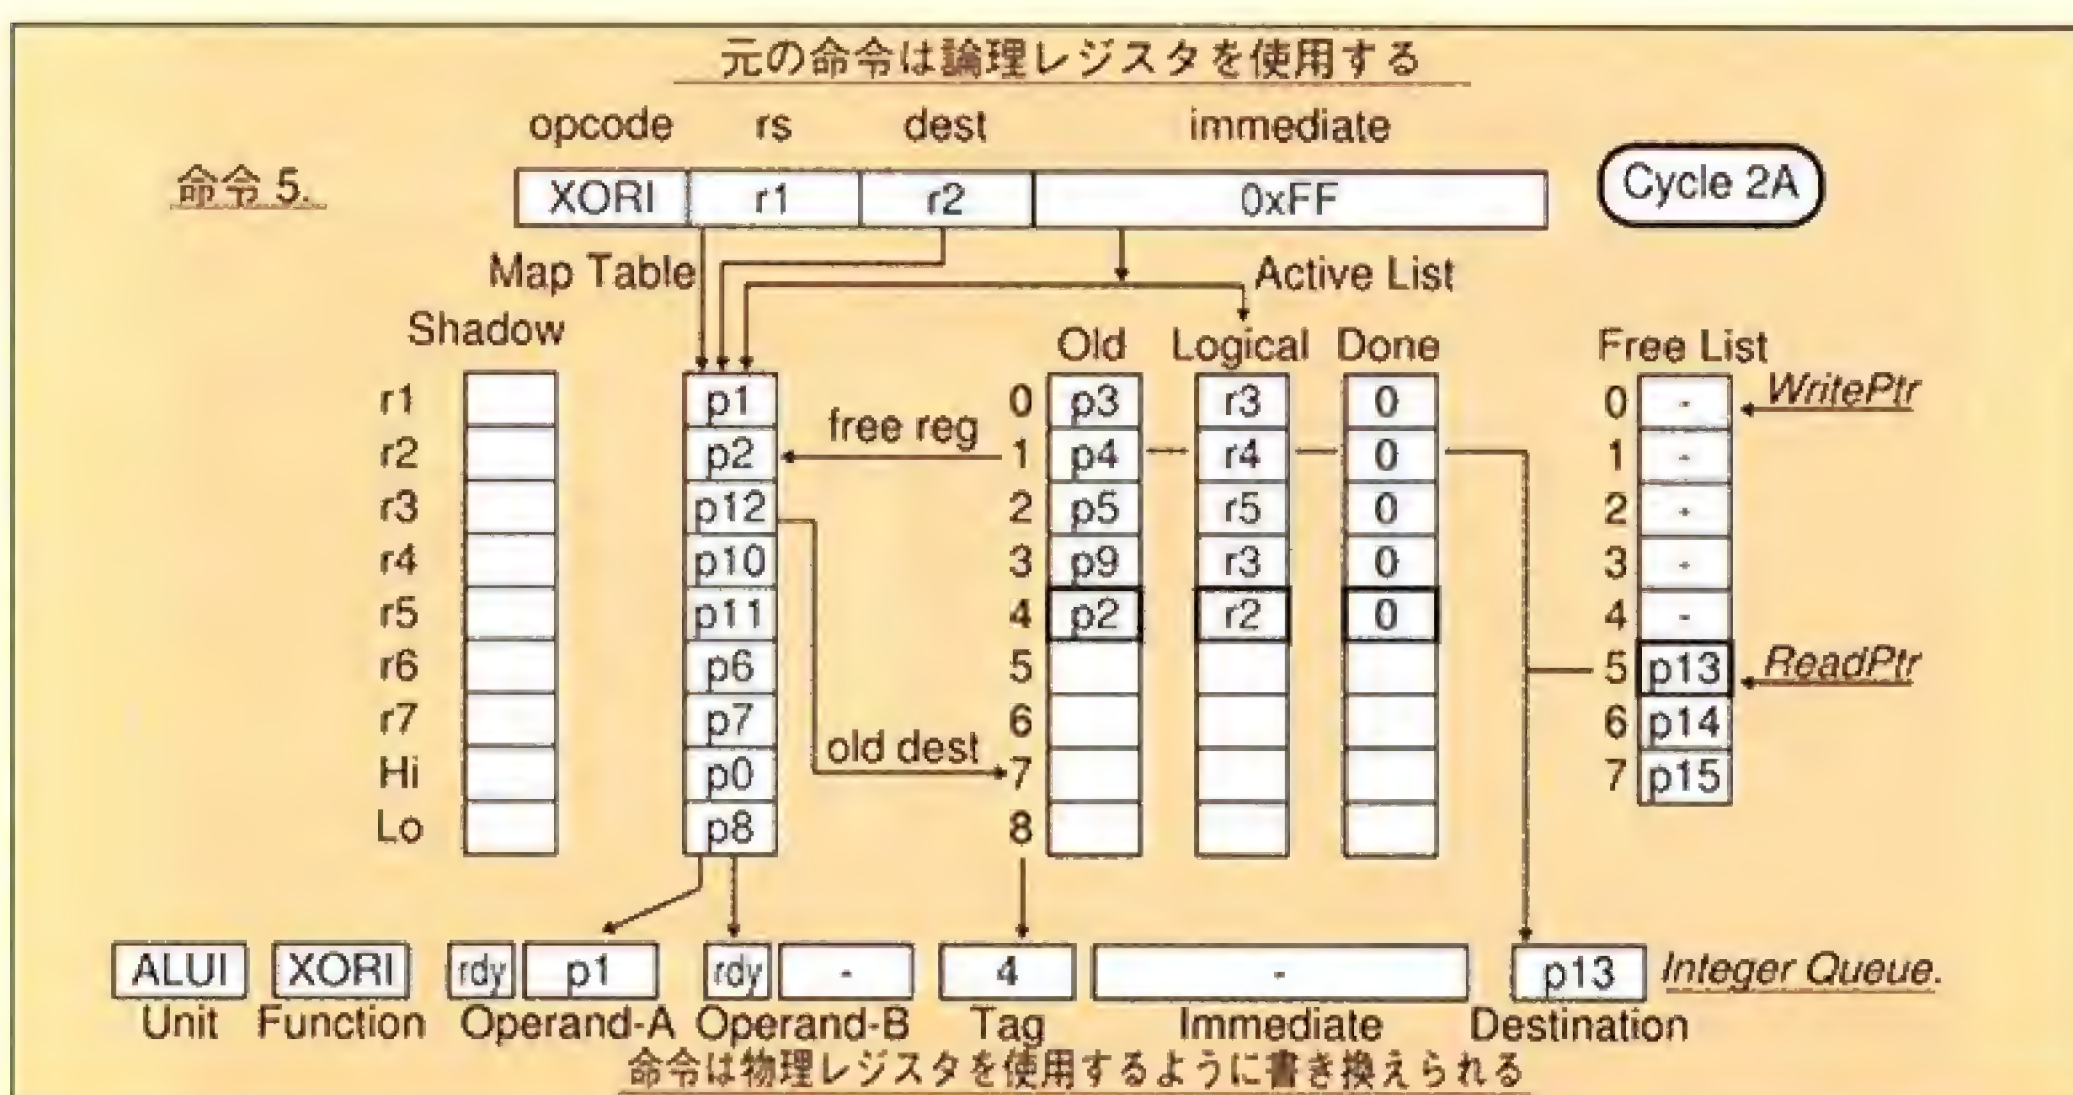 元の命令は論理レジスタを使用する
opcode rs dest immediate
命令 5. XORI r1 r2 0xFF Cycle 2A
Map Table Active List
Shadow Old Logical Done Free List
r1 p1 0 p3 r3 0 0 - WritePtr
free reg
r2 p2 1 p4 r4 0 1 -
r3 p12 2 p5 r5 0 2 -
r4 p10 3 p9 r3 0 3 -
r5 p11 4 p2 r2 0 4 -
r6 p6 5 5 p13 ReadPtr
r7 p7 6 6 p14
old dest
Hi p0 7 7 p15
Lo p8 8
ALUI XORI rdy p1 rdy - 4 - p13 Integer Queue.
Unit Function Operand-A Operand-B Tag Immediate Destination
命令は物理レジスタを使用するように書き換えられる